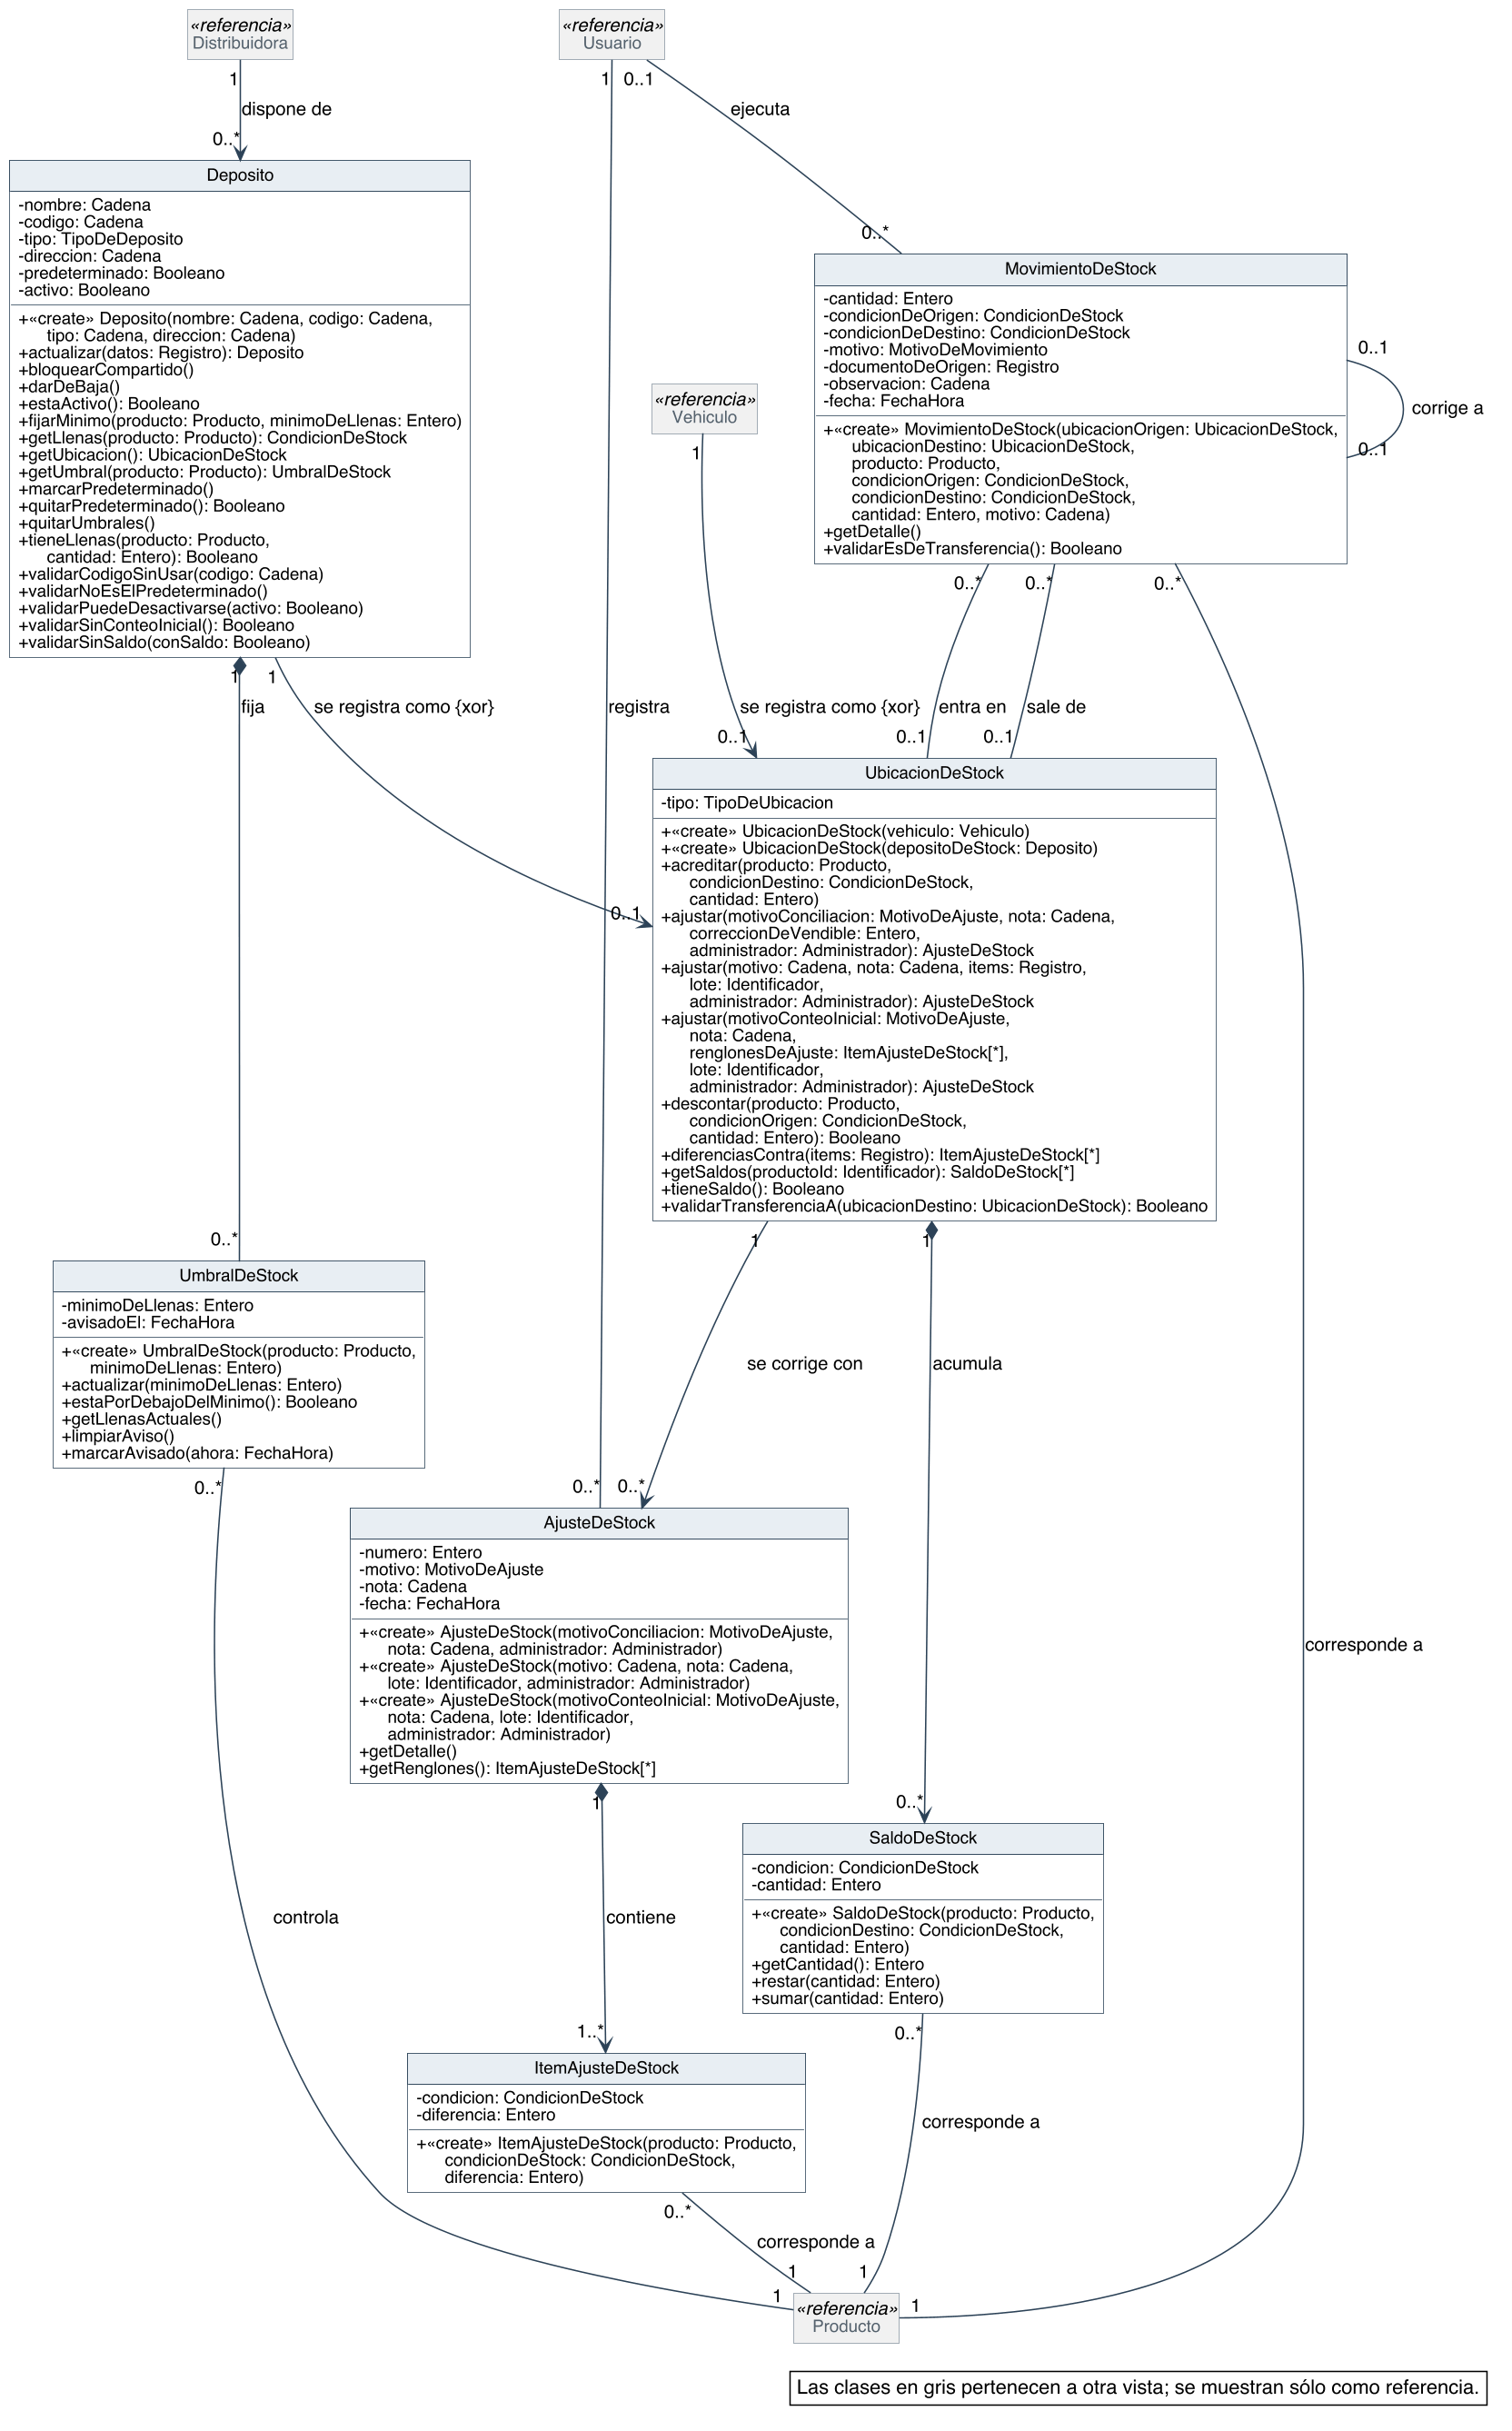 «referencia»
Distribuidora
«referencia»
Usuario
1
dispone de
0..*
1
0..1
ejecuta
0..*
Deposito
-nombre: Cadena
-codigo: Cadena
-tipo: TipoDeDeposito
-direccion: Cadena
-predeterminado: Booleano
-activo: Booleano
+«create» Deposito(nombre: Cadena, codigo: Cadena,
tipo: Cadena, direccion: Cadena)
+actualizar(datos: Registro): Deposito
+bloquearCompartido()
+darDeBaja()
+estaActivo(): Booleano
+fijarMinimo(producto: Producto, minimoDeLlenas: Entero)
+getLlenas(producto: Producto): CondicionDeStock
+getUbicacion(): UbicacionDeStock
+getUmbral(producto: Producto): UmbralDeStock
+marcarPredeterminado()
+quitarPredeterminado(): Booleano
+quitarUmbrales()
+tieneLlenas(producto: Producto,
cantidad: Entero): Booleano
+validarCodigoSinUsar(codigo: Cadena)
+validarNoEsElPredeterminado()
+validarPuedeDesactivarse(activo: Booleano)
+validarSinConteoInicial(): Booleano
+validarSinSaldo(conSaldo: Booleano)
MovimientoDeStock
-cantidad: Entero
-condicionDeOrigen: CondicionDeStock
-condicionDeDestino: CondicionDeStock
-motivo: MotivoDeMovimiento
-documentoDeOrigen: Registro
-observacion: Cadena
-fecha: FechaHora
+«create» MovimientoDeStock(ubicacionOrigen: UbicacionDeStock,
ubicacionDestino: UbicacionDeStock,
producto: Producto,
condicionOrigen: CondicionDeStock,
condicionDestino: CondicionDeStock,
cantidad: Entero, motivo: Cadena)
+getDetalle()
+validarEsDeTransferencia(): Booleano
0..1
corrige a
0..1
«referencia»
Vehiculo
1
0..*
0..*
0..*
1
fija
1
se registra como {xor}
registra
se registra como {xor}
entra en
sale de
0..1
0..1
0..1
0..1
UbicacionDeStock
-tipo: TipoDeUbicacion
+«create» UbicacionDeStock(vehiculo: Vehiculo)
+«create» UbicacionDeStock(depositoDeStock: Deposito)
+acreditar(producto: Producto,
condicionDestino: CondicionDeStock,
cantidad: Entero)
+ajustar(motivoConciliacion: MotivoDeAjuste, nota: Cadena,
correccionDeVendible: Entero,
administrador: Administrador): AjusteDeStock
+ajustar(motivo: Cadena, nota: Cadena, items: Registro,
lote: Identificador,
administrador: Administrador): AjusteDeStock
+ajustar(motivoConteoInicial: MotivoDeAjuste,
nota: Cadena,
renglonesDeAjuste: ItemAjusteDeStock[*],
lote: Identificador,
administrador: Administrador): AjusteDeStock
+descontar(producto: Producto,
condicionOrigen: CondicionDeStock,
cantidad: Entero): Booleano
+diferenciasContra(items: Registro): ItemAjusteDeStock[*]
+getSaldos(productoId: Identificador): SaldoDeStock[*]
+tieneSaldo(): Booleano
+validarTransferenciaA(ubicacionDestino: UbicacionDeStock): Booleano
0..*
1
1
se corrige con
acumula
UmbralDeStock
-minimoDeLlenas: Entero
-avisadoEl: FechaHora
+«create» UmbralDeStock(producto: Producto,
minimoDeLlenas: Entero)
+actualizar(minimoDeLlenas: Entero)
+estaPorDebajoDelMinimo(): Booleano
+getLlenasActuales()
+limpiarAviso()
+marcarAvisado(ahora: FechaHora)
0..*
0..*
0..*
AjusteDeStock
-numero: Entero
-motivo: MotivoDeAjuste
-nota: Cadena
-fecha: FechaHora
+«create» AjusteDeStock(motivoConciliacion: MotivoDeAjuste,
nota: Cadena, administrador: Administrador)
+«create» AjusteDeStock(motivo: Cadena, nota: Cadena,
lote: Identificador, administrador: Administrador)
+«create» AjusteDeStock(motivoConteoInicial: MotivoDeAjuste,
nota: Cadena, lote: Identificador,
administrador: Administrador)
+getDetalle()
+getRenglones(): ItemAjusteDeStock[*]
corresponde a
1
0..*
SaldoDeStock
-condicion: CondicionDeStock
-cantidad: Entero
+«create» SaldoDeStock(producto: Producto,
condicionDestino: CondicionDeStock,
cantidad: Entero)
+getCantidad(): Entero
+restar(cantidad: Entero)
+sumar(cantidad: Entero)
controla
contiene
1..*
0..*
ItemAjusteDeStock
-condicion: CondicionDeStock
-diferencia: Entero
+«create» ItemAjusteDeStock(producto: Producto,
condicionDeStock: CondicionDeStock,
diferencia: Entero)
corresponde a
0..*
corresponde a
1
1
1
1
«referencia»
Producto
Las clases en gris pertenecen a otra vista; se muestran sólo como referencia.